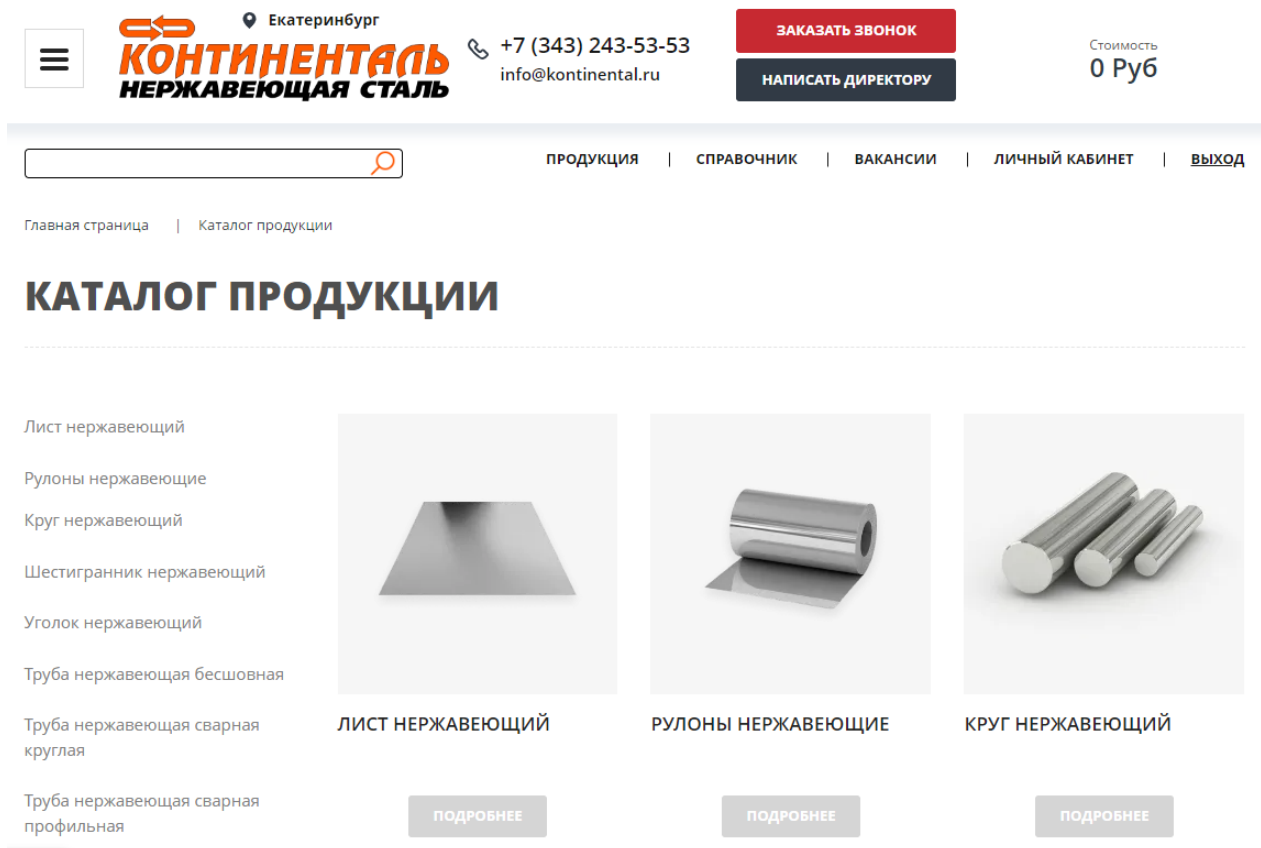 Екатеринбург
КОНТИНЕНТАЛЬ
НЕРЖАВЕЮЩАЯ СТАЛЬ
+7 (343) 243-53-53
info@kontinental.ru
ЗАКАЗАТЬ ЗВОНОК
НАПИСАТЬ ДИРЕКТОРУ
Стоимость
0 Руб
ПРОДУКЦИЯ | СПРАВОЧНИК | ВАКАНСИИ | ЛИЧНЫЙ КАБИНЕТ | ВЫХОД
Главная страница | Каталог продукции
КАТАЛОГ ПРОДУКЦИИ
Лист нержавеющий
Рулоны нержавеющие
Круг нержавеющий
Шестигранник нержавеющий
Уголок нержавеющий
Труба нержавеющая бесшовная
Труба нержавеющая сварная
круглая
Труба нержавеющая сварная
профильная
ЛИСТ НЕРЖАВЕЮЩИЙ
ПОДРОБНЕЕ
РУЛОНЫ НЕРЖАВЕЮЩИЕ
ПОДРОБНЕЕ
КРУГ НЕРЖАВЕЮЩИЙ
ПОДРОБНЕЕ